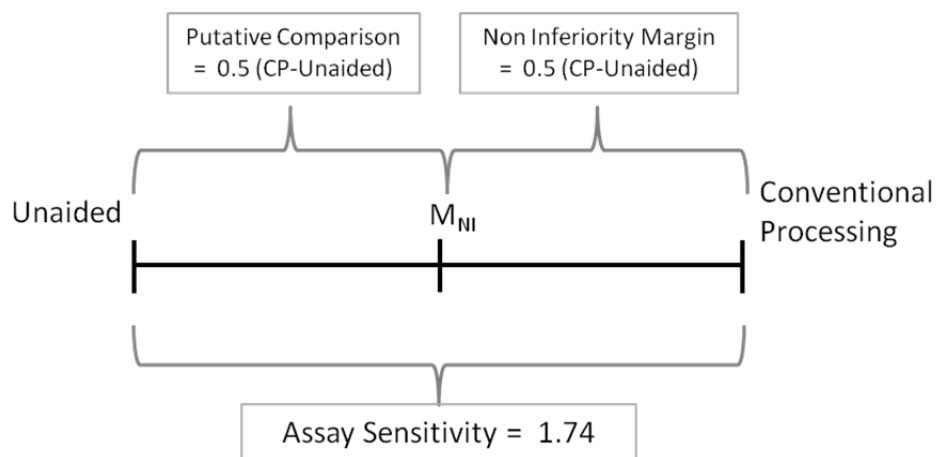 Putative Comparison
= 0.5 (CP-Unaided)
Non Inferiority Margin
= 0.5 (CP-Unaided)
Unaided
MNI
Conventional
Processing
Assay Sensitivity = 1.74